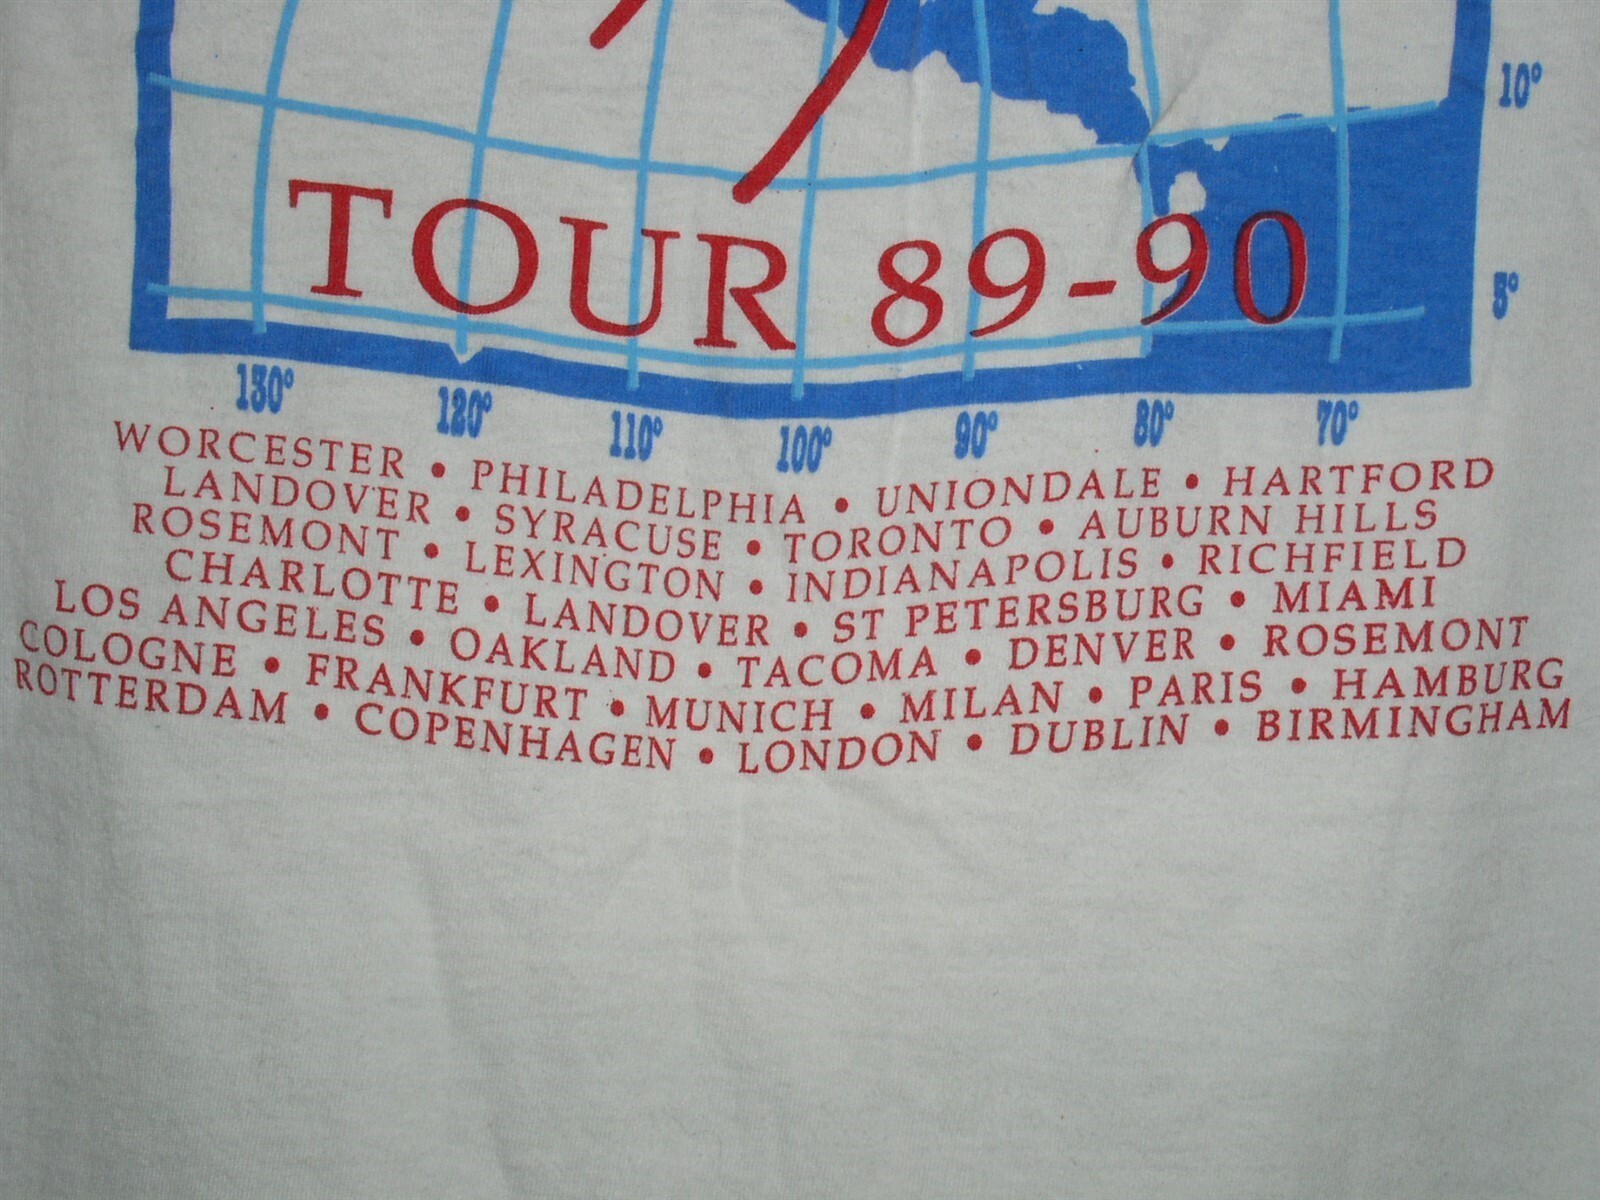 10°
TOUR 89-90
5°
130° 120° 110° 100° 90° 80° 70°
WORCESTER • PHILADELPHIA • UNIONDALE • HARTFORD
LANDOVER • SYRACUSE • TORONTO • AUBURN HILLS
ROSEMONT • LEXINGTON • INDIANAPOLIS • RICHFIELD
CHARLOTTE • LANDOVER • ST PETERSBURG • MIAMI
LOS ANGELES • OAKLAND • TACOMA • DENVER • ROSEMONT
COLOGNE • FRANKFURT • MUNICH • MILAN • PARIS • HAMBURG
ROTTERDAM • COPENHAGEN • LONDON • DUBLIN • BIRMINGHAM